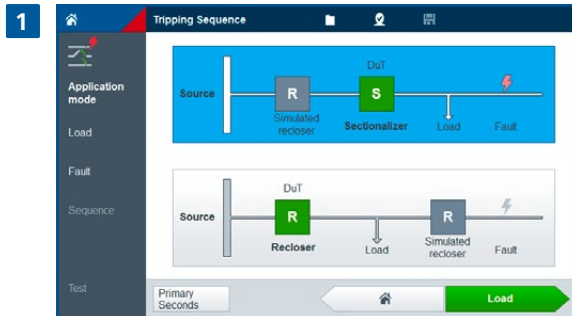 1
Tripping Sequence
Application
mode
Load
Fault
Sequence
Test
DuT
Source
R
S
Simulated
recloser
Sectionalizer
Load
Fault
DuT
Source
R
R
Recloser
Load
Simulated
recloser
Fault
Primary
Seconds
Load